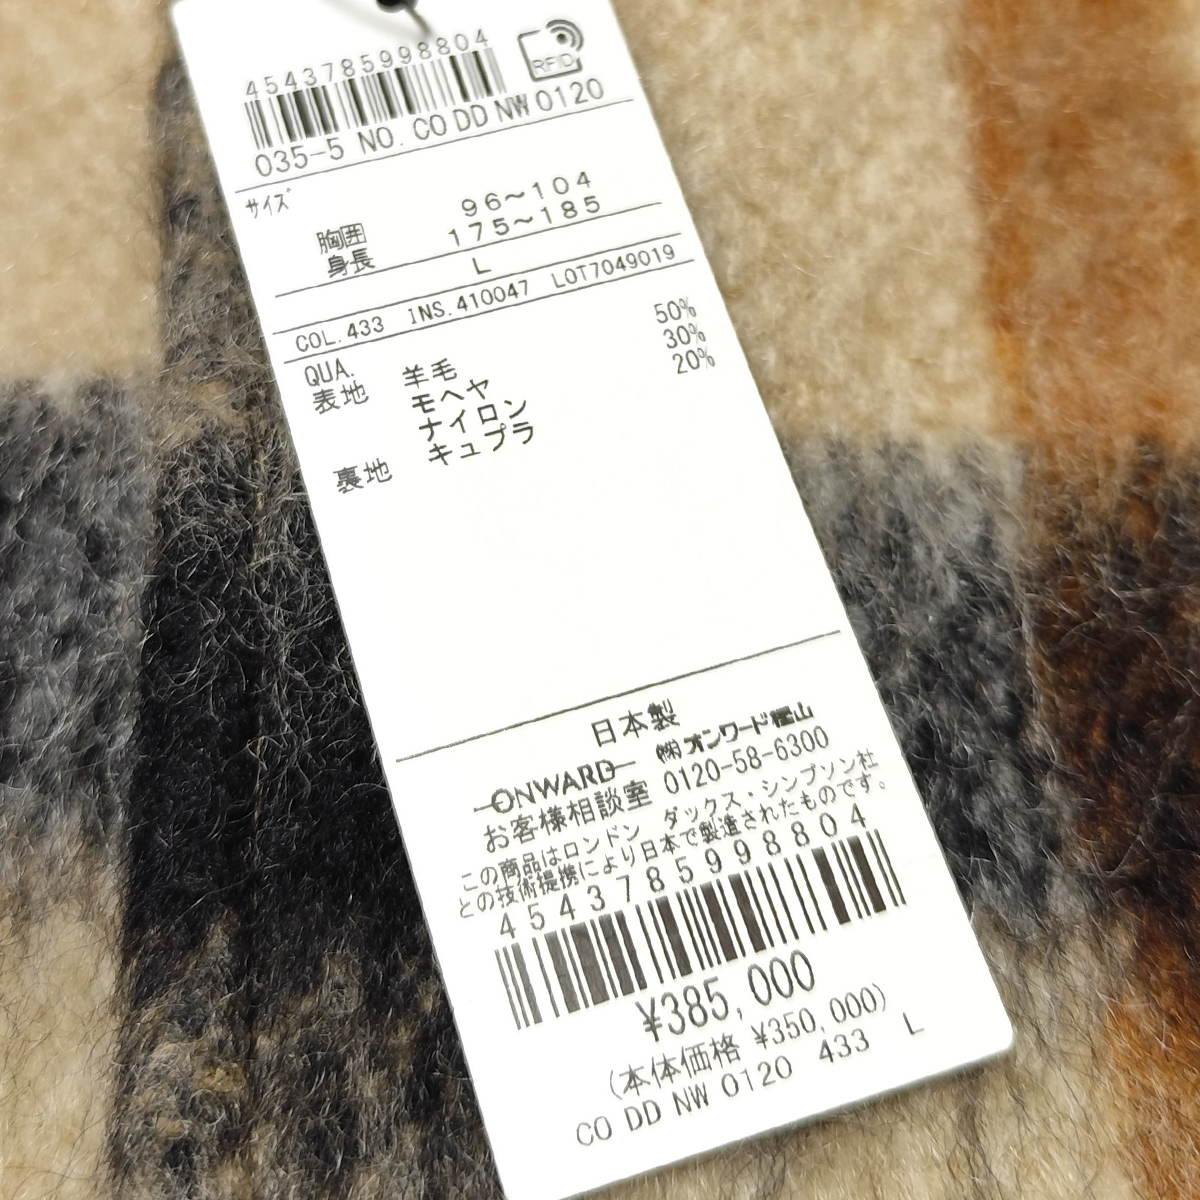 4543785998804
RFID
035-5 NO. CO DD NW 0120
サイズ
胸囲 96～104
身長 175～185
L
COL.433 INS.410047 LOT7049019
QUA.
表地 羊毛 50%
モヘヤ 30%
ナイロン 20%
裏地 キュプラ
日本製
ONWARD ㈱オンワード樫山
お客様相談室 0120-58-6300
この商品はロンドン ダックス・シンプソン社
との技術提携により日本で製造されたものです。
4543785998804
¥385,000
(本体価格 ¥350,000)
CO DD NW 0120 433 L